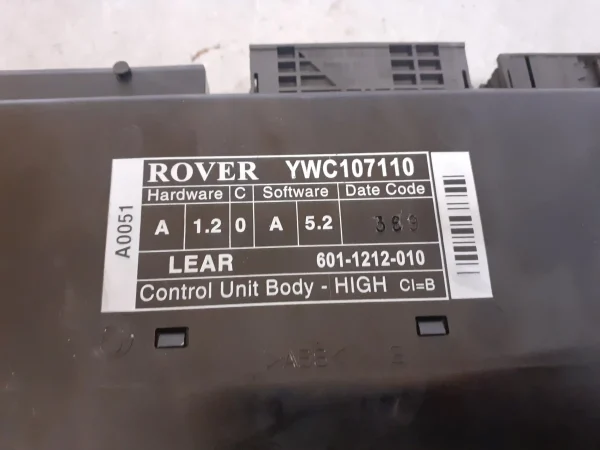 ROVER YWC107110
Hardware C Software Date Code
A 1.2 0 A 5.2 389
LEAR 601-1212-010
Control Unit Body - HIGH CI=B
A0051